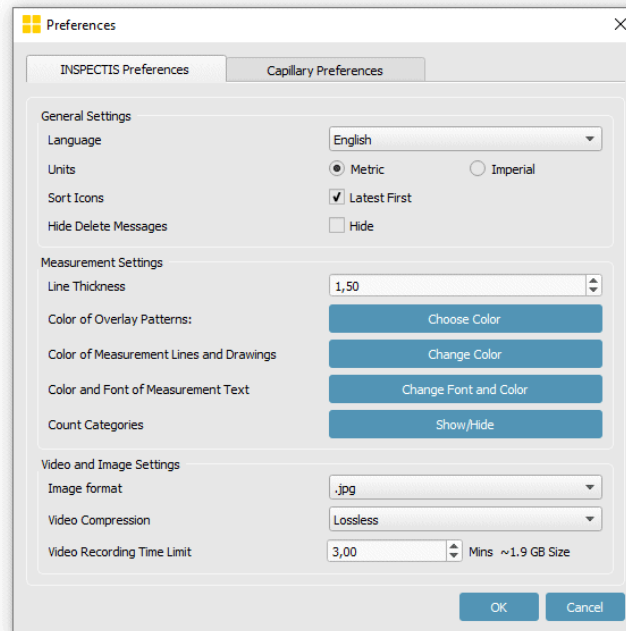 Preferences
INSPECTIS Preferences Capillary Preferences
General Settings
Language English
Units Metric Imperial
Sort Icons Latest First
Hide Delete Messages Hide
Measurement Settings
Line Thickness 1,50
Color of Overlay Patterns: Choose Color
Color of Measurement Lines and Drawings Change Color
Color and Font of Measurement Text Change Font and Color
Count Categories Show/Hide
Video and Image Settings
Image format .jpg
Video Compression Lossless
Video Recording Time Limit 3,00 Mins ~1.9 GB Size
OK Cancel